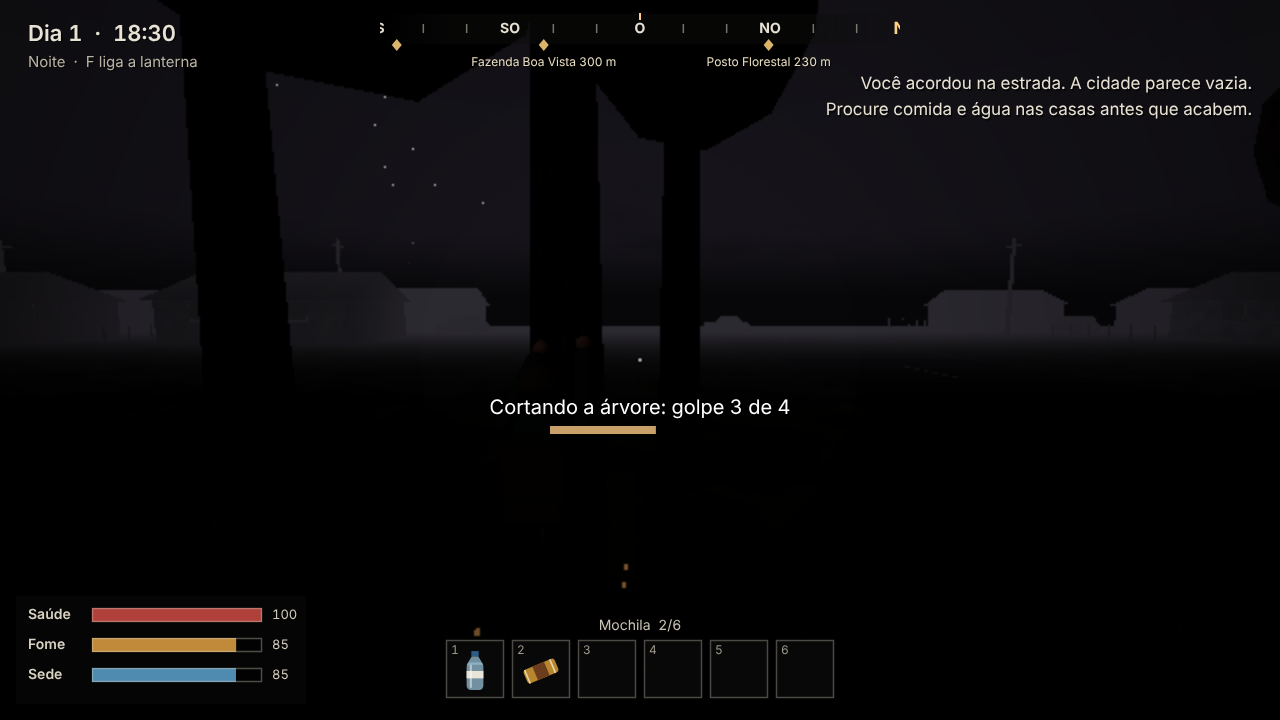 Dia 1 · 18:30
Noite · F liga a lanterna
SO
O
NO
Fazenda Boa Vista 300 m
Posto Florestal 230 m
Você acordou na estrada. A cidade parece vazia.
Procure comida e água nas casas antes que acabem.
Cortando a árvore: golpe 3 de 4
Saúde 100
Fome 85
Sede 85
Mochila 2/6
1 2 3 4 5 6